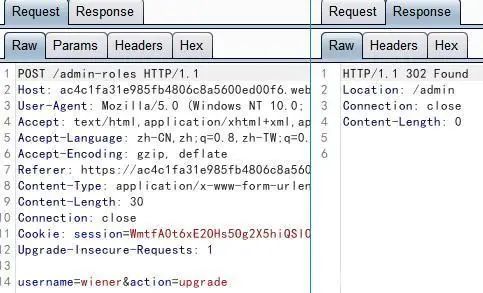 Request Response
Raw Params Headers Hex
1 POST /admin-roles HTTP/1.1
2 Host: ac4c1fa31e985fb4806c8a5600ed00f6.web
3 User-Agent: Mozilla/5.0 (Windows NT 10.0;
4 Accept: text/html,application/xhtml+xml,ap
5 Accept-Language: zh-CN,zh;q=0.8,zh-TW;q=0.
6 Accept-Encoding: gzip, deflate
7 Referer: https://ac4c1fa31e985fb4806c8a560
8 Content-Type: application/x-www-form-urlen
9 Content-Length: 30
10 Connection: close
11 Cookie: session=WmtfA0t6xE20Hs50g2X5hiQSl0
12 Upgrade-Insecure-Requests: 1
13
14 username=wiener&action=upgrade
Request Response
Raw Headers Hex
1 HTTP/1.1 302 Found
2 Location: /admin
3 Connection: close
4 Content-Length: 0
5
6